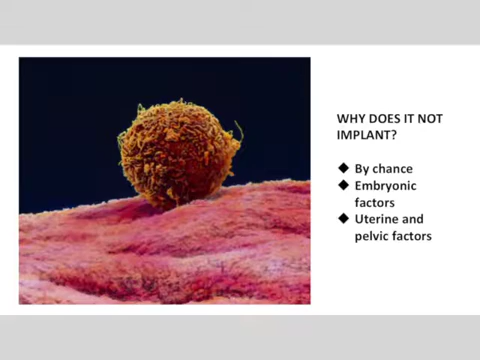 WHY DOES IT NOT
IMPLANT?
◆ By chance
◆ Embryonic
factors
◆ Uterine and
pelvic factors